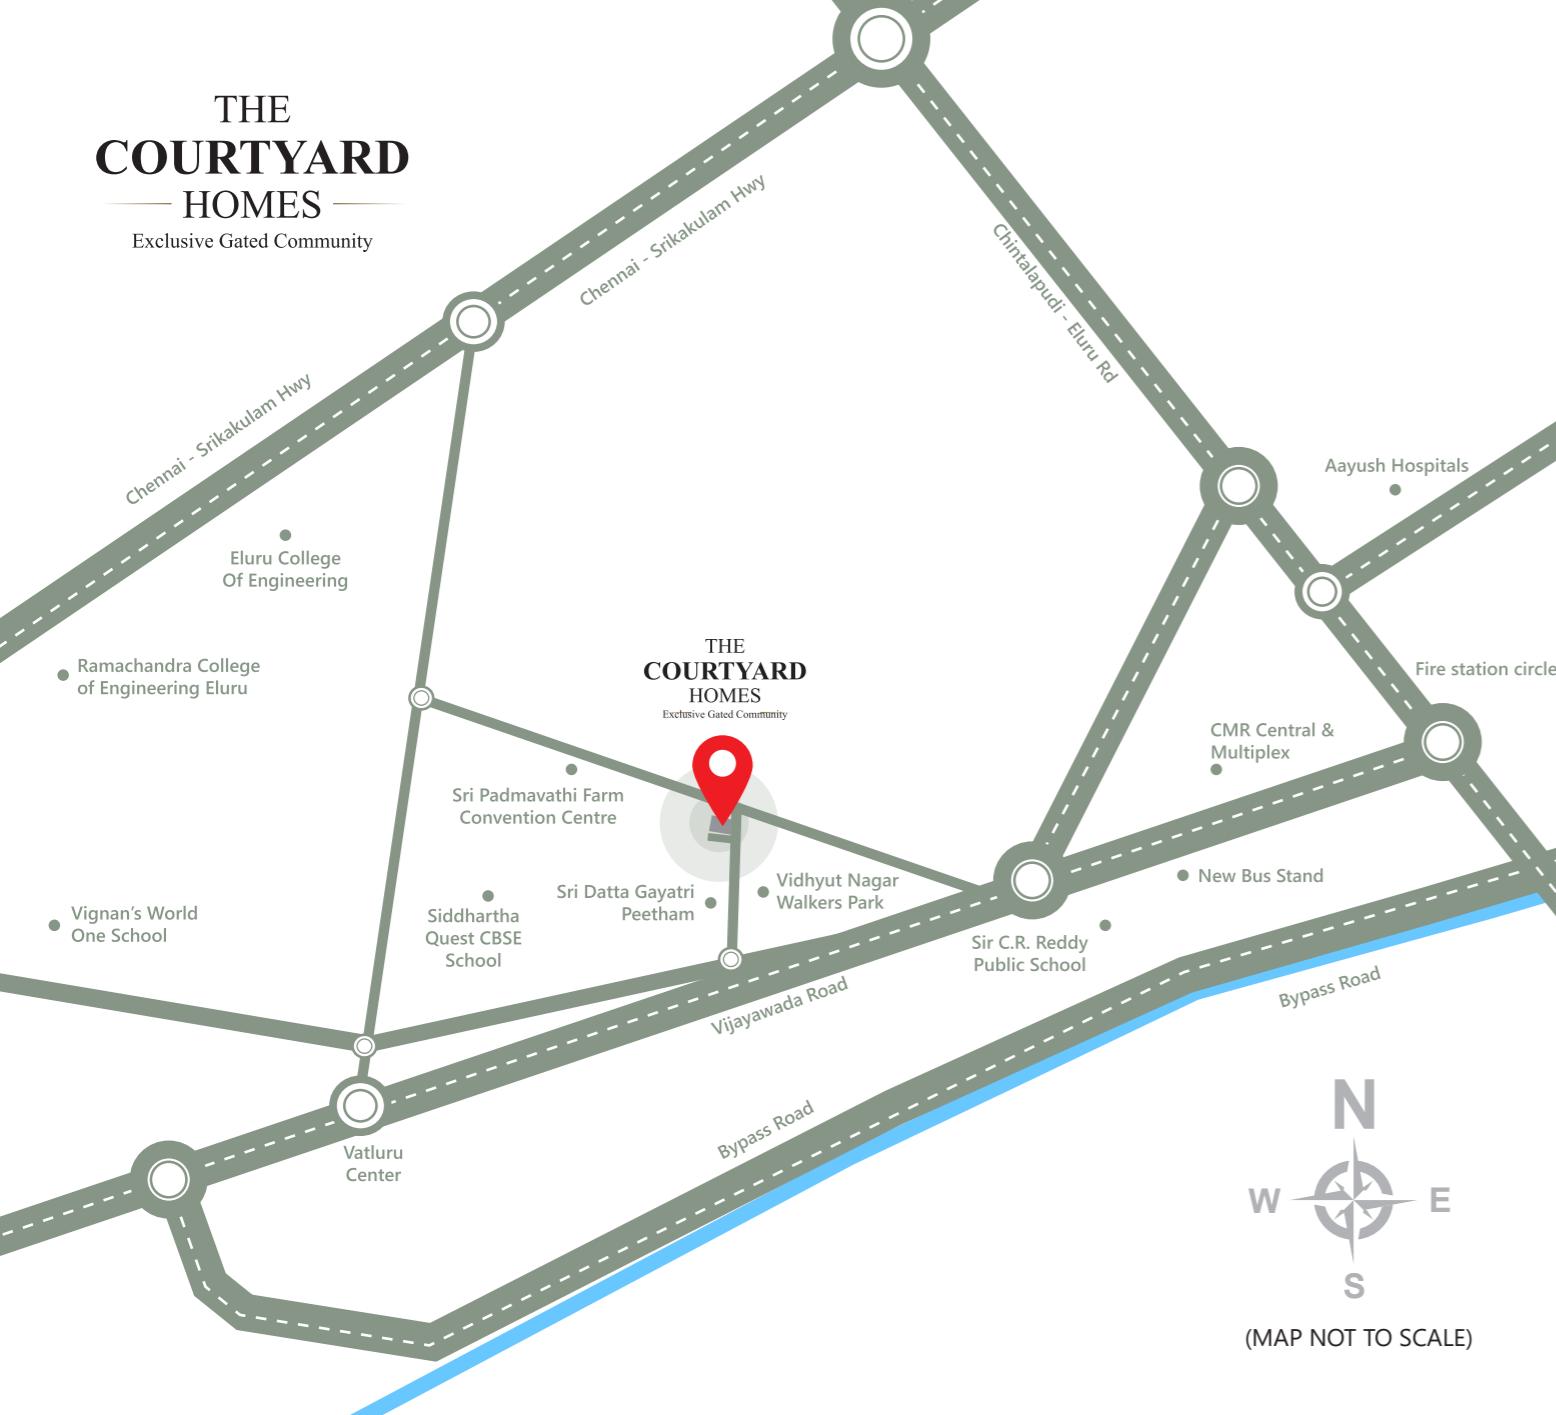 THE
COURTYARD
HOMES
Exclusive Gated Community
Chennai - Srikakulam Hwy
Chintalapudi - Eluru Rd
Chennai - Srikakulam Hwy
Aayush Hospitals
Eluru College
Of Engineering
Ramachandra College
of Engineering Eluru
THE
COURTYARD
HOMES
Exclusive Gated Community
Fire station circle
CMR Central &
Multiplex
Sri Padmavathi Farm
Convention Centre
Vidhyut Nagar
Walkers Park
Sri Datta Gayatri
Peetham
New Bus Stand
Vignan's World
One School
Siddhartha
Quest CBSE
School
Sir C.R. Reddy
Public School
Vijayawada Road
Bypass Road
Bypass Road
Vatluru
Center
N
W
E
S
(MAP NOT TO SCALE)